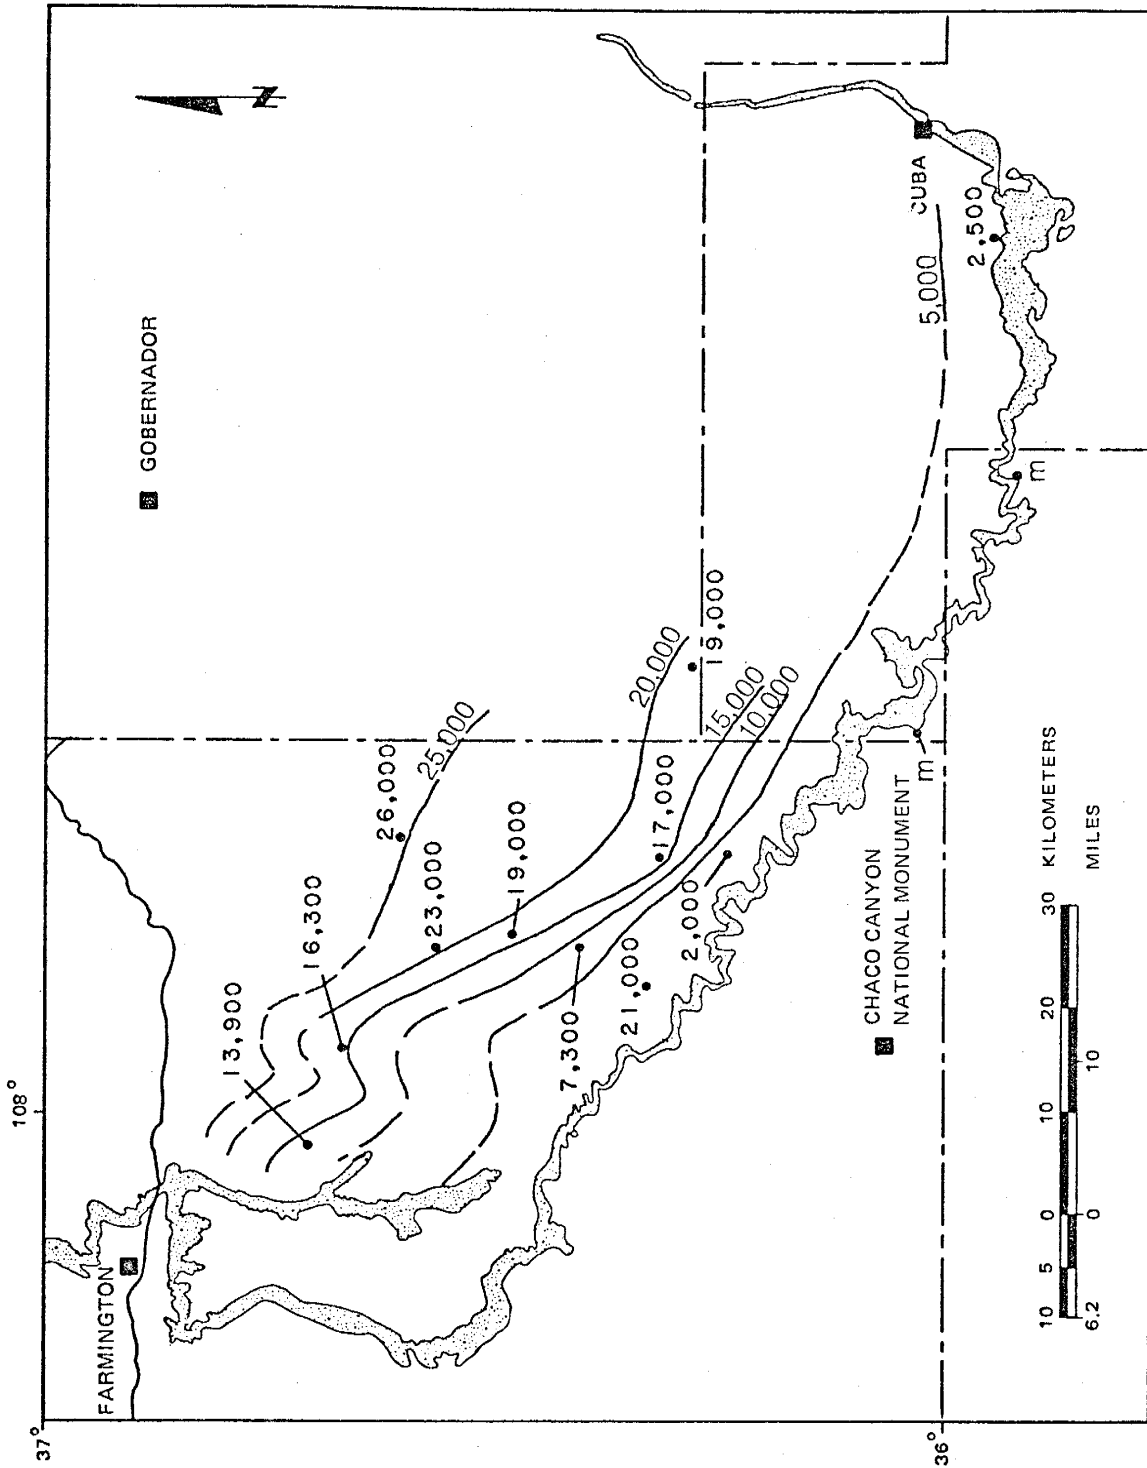 37°
108°
FARMINGTON
GOBERNADOR
N
13,900
16,300
26,000
25,000
23,000
19,000
20,000
19,000
17,000
15,000
10,000
7,300
21,000
2,000
5,000
CUBA
2,500
m
m
36°
CHACO CANYON
NATIONAL MONUMENT
10 5 0 10 20 30 KILOMETERS
6.2 0 10 MILES